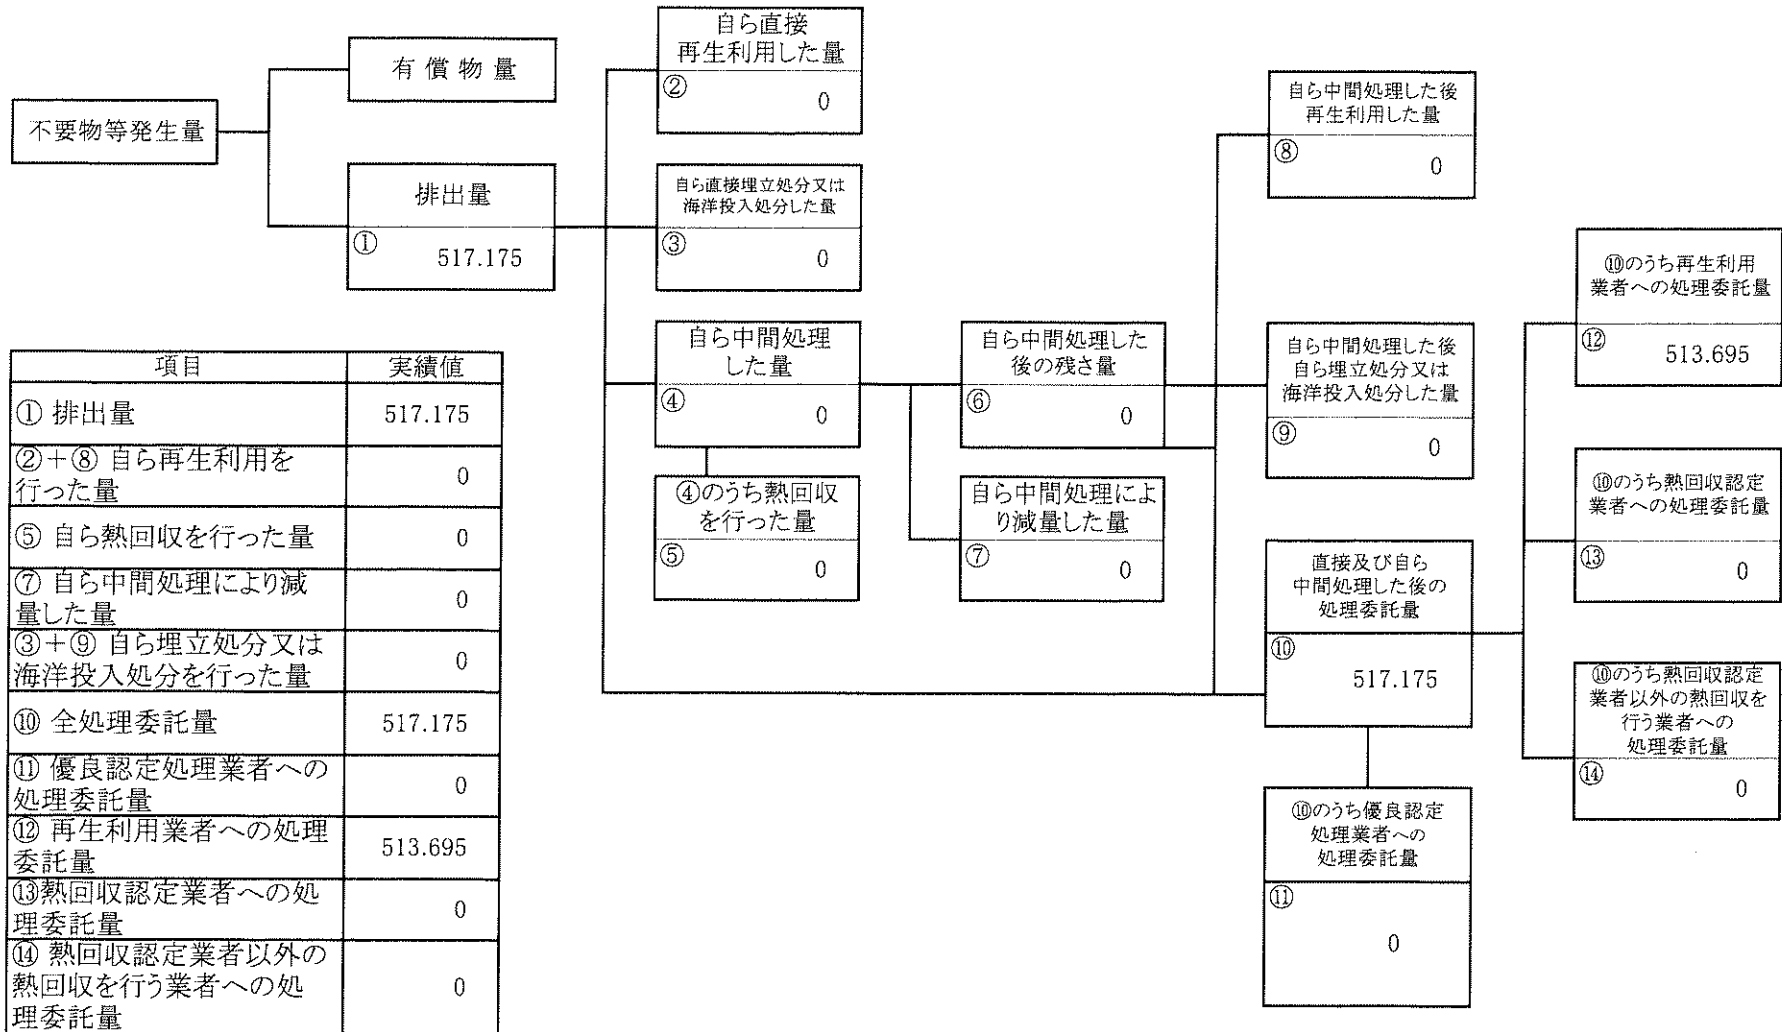 不要物等発生量
有償物量
排出量
① 517.175
自ら直接
再生利用した量
② 0
自ら直接埋立処分又は
海洋投入処分した量
③ 0
自ら中間処理
した量
④ 0
④のうち熱回収
を行った量
⑤ 0
自ら中間処理した
後の残さ量
⑥ 0
自ら中間処理によ
り減量した量
⑦ 0
自ら中間処理した後
再生利用した量
⑧ 0
自ら中間処理した後
自ら埋立処分又は
海洋投入処分した量
⑨ 0
直接及び自ら
中間処理した後の
処理委託量
⑩ 517.175
⑩のうち優良認定
処理業者への
処理委託量
⑪ 0
⑩のうち再生利用
業者への処理委託量
⑫ 513.695
⑩のうち熱回収認定
業者への処理委託量
⑬ 0
⑩のうち熱回収認定
業者以外の熱回収を
行う業者への
処理委託量
⑭ 0
項目 実績値
① 排出量 517.175
②＋⑧ 自ら再生利用を
行った量 0
⑤ 自ら熱回収を行った量 0
⑦ 自ら中間処理により減
量した量 0
③＋⑨ 自ら埋立処分又は
海洋投入処分を行った量 0
⑩ 全処理委託量 517.175
⑪ 優良認定処理業者への
処理委託量 0
⑫ 再生利用業者への処理
委託量 513.695
⑬熱回収認定業者への処
理委託量 0
⑭ 熱回収認定業者以外の
熱回収を行う業者への処
理委託量 0